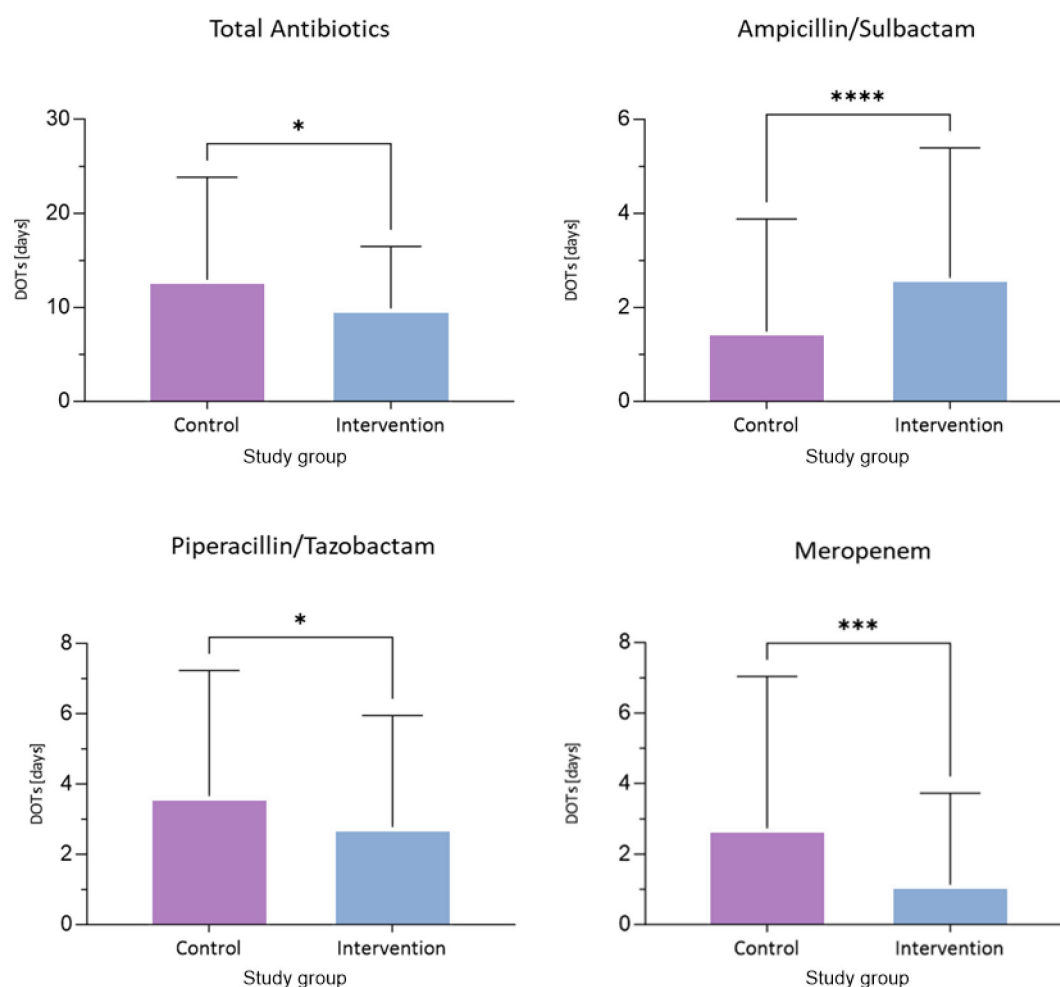 Total Antibiotics
*
30
20
10
0
DOTs [days]
Control
Intervention
Study group
Ampicillin/Sulbactam
****
6
4
2
0
DOTs [days]
Control
Intervention
Study group
Piperacillin/Tazobactam
*
8
6
4
2
0
DOTs [days]
Control
Intervention
Study group
Meropenem
***
8
6
4
2
0
DOTs [days]
Control
Intervention
Study group